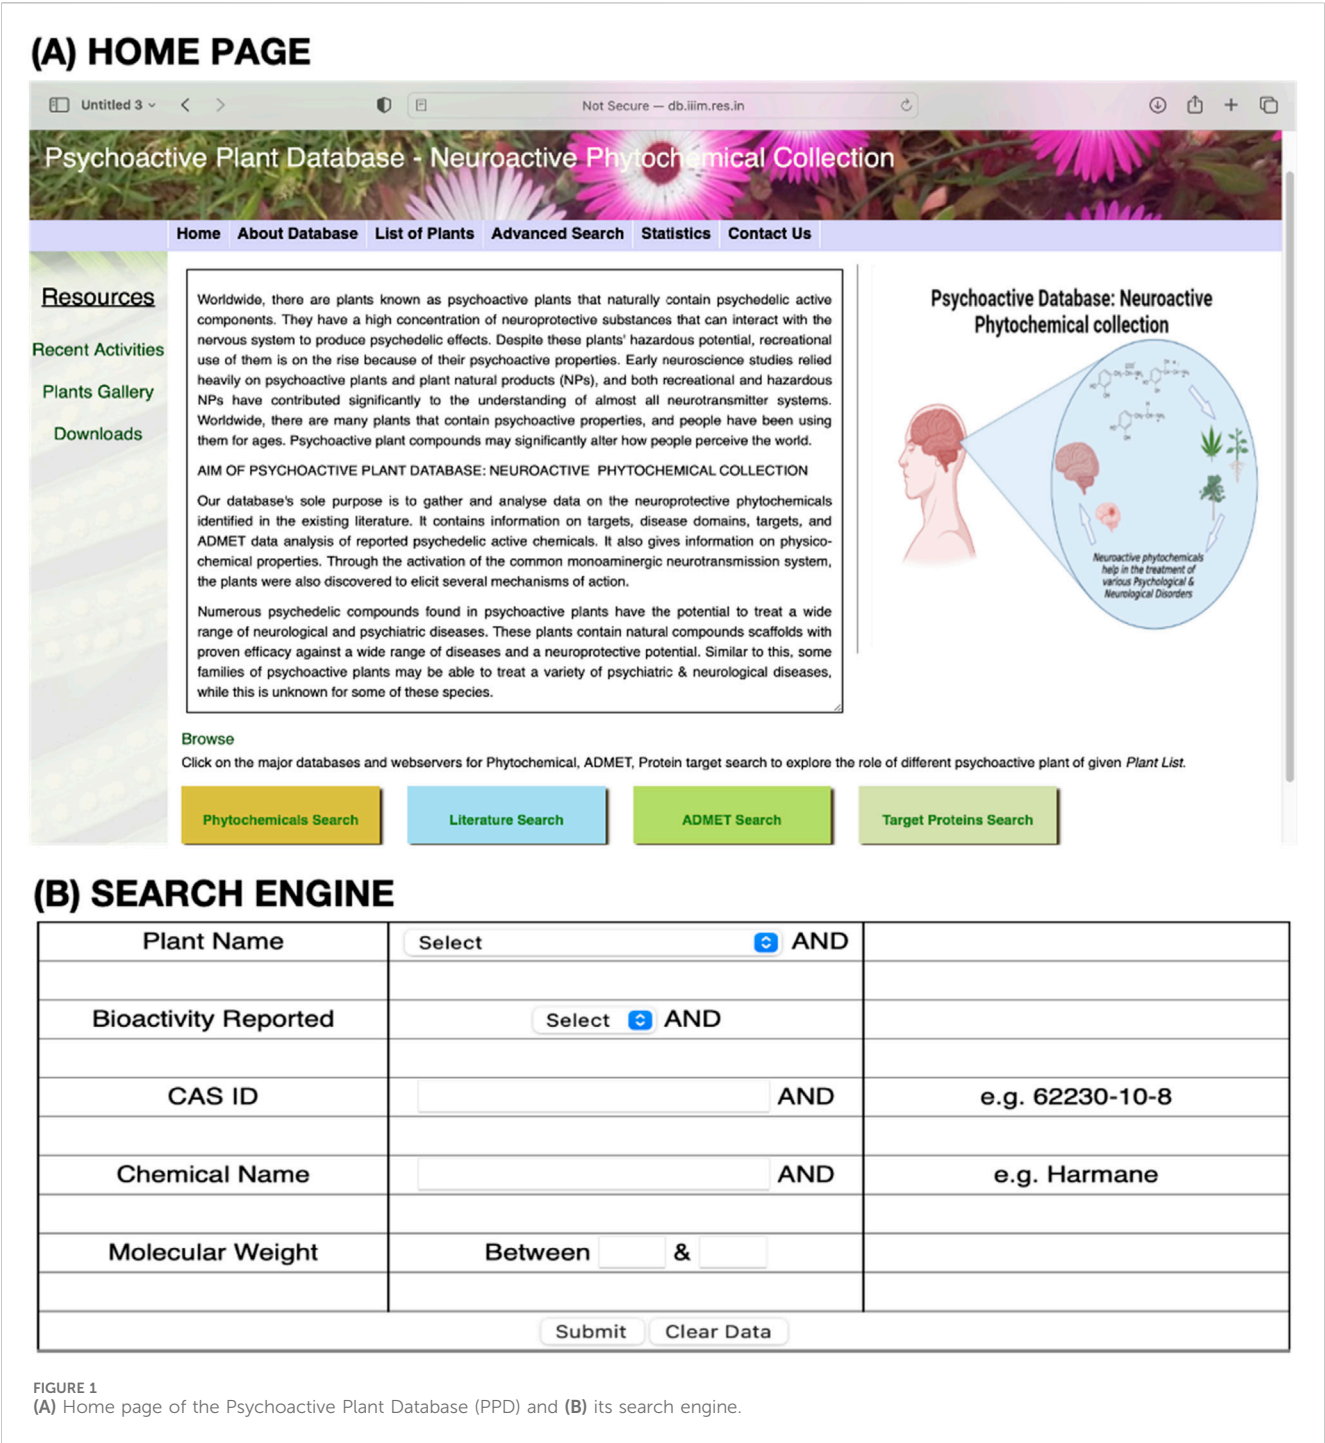 (A) HOME PAGE
Untitled 3
Not Secure — db.iiim.res.in
Psychoactive Plant Database - Neuroactive Phytochemical Collection
Home About Database List of Plants Advanced Search Statistics Contact Us
Resources
Recent Activities
Plants Gallery
Downloads
Worldwide, there are plants known as psychoactive plants that naturally contain psychedelic active
components. They have a high concentration of neuroprotective substances that can interact with the
nervous system to produce psychedelic effects. Despite these plants' hazardous potential, recreational
use of them is on the rise because of their psychoactive properties. Early neuroscience studies relied
heavily on psychoactive plants and plant natural products (NPs), and both recreational and hazardous
NPs have contributed significantly to the understanding of almost all neurotransmitter systems.
Worldwide, there are many plants that contain psychoactive properties, and people have been using
them for ages. Psychoactive plant compounds may significantly alter how people perceive the world.
AIM OF PSYCHOACTIVE PLANT DATABASE: NEUROACTIVE PHYTOCHEMICAL COLLECTION
Our database's sole purpose is to gather and analyse data on the neuroprotective phytochemicals
identified in the existing literature. It contains information on targets, disease domains, targets, and
ADMET data analysis of reported psychedelic active chemicals. It also gives information on physico-
chemical properties. Through the activation of the common monoaminergic neurotransmission system,
the plants were also discovered to elicit several mechanisms of action.
Numerous psychedelic compounds found in psychoactive plants have the potential to treat a wide
range of neurological and psychiatric diseases. These plants contain natural compounds scaffolds with
proven efficacy against a wide range of diseases and a neuroprotective potential. Similar to this, some
families of psychoactive plants may be able to treat a variety of psychiatric & neurological diseases,
while this is unknown for some of these species.
Psychoactive Database: Neuroactive
Phytochemical collection
Neuroactive phytochemicals
help in the treatment of
various Psychological &
Neurological Disorders
Browse
Click on the major databases and webservers for Phytochemical, ADMET, Protein target search to explore the role of different psychoactive plant of given Plant List.
Phytochemicals Search Literature Search ADMET Search Target Proteins Search
(B) SEARCH ENGINE
Plant Name Select AND
Bioactivity Reported Select AND
CAS ID AND e.g. 62230-10-8
Chemical Name AND e.g. Harmane
Molecular Weight Between & 
Submit Clear Data
FIGURE 1
(A) Home page of the Psychoactive Plant Database (PPD) and (B) its search engine.